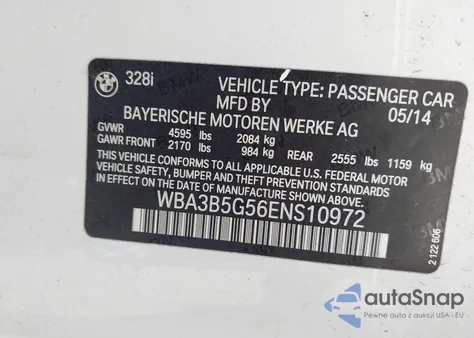 BMW
328i
VEHICLE TYPE: PASSENGER CAR
MFD BY 05/14
BAYERISCHE MOTOREN WERKE AG
GVWR 4595 lbs 2084 kg
GAWR FRONT 2170 lbs 984 kg REAR 2555 lbs 1159 kg
THIS VEHICLE CONFORMS TO ALL APPLICABLE U.S. FEDERAL MOTOR
VEHICLE SAFETY, BUMPER, AND THEFT PREVENTION STANDARDS
IN EFFECT ON THE DATE OF MANUFACTURE SHOWN ABOVE.
WBA3B5G56ENS10972
2 122 606
autoSnap
Pewne auta z aukcji USA i UE